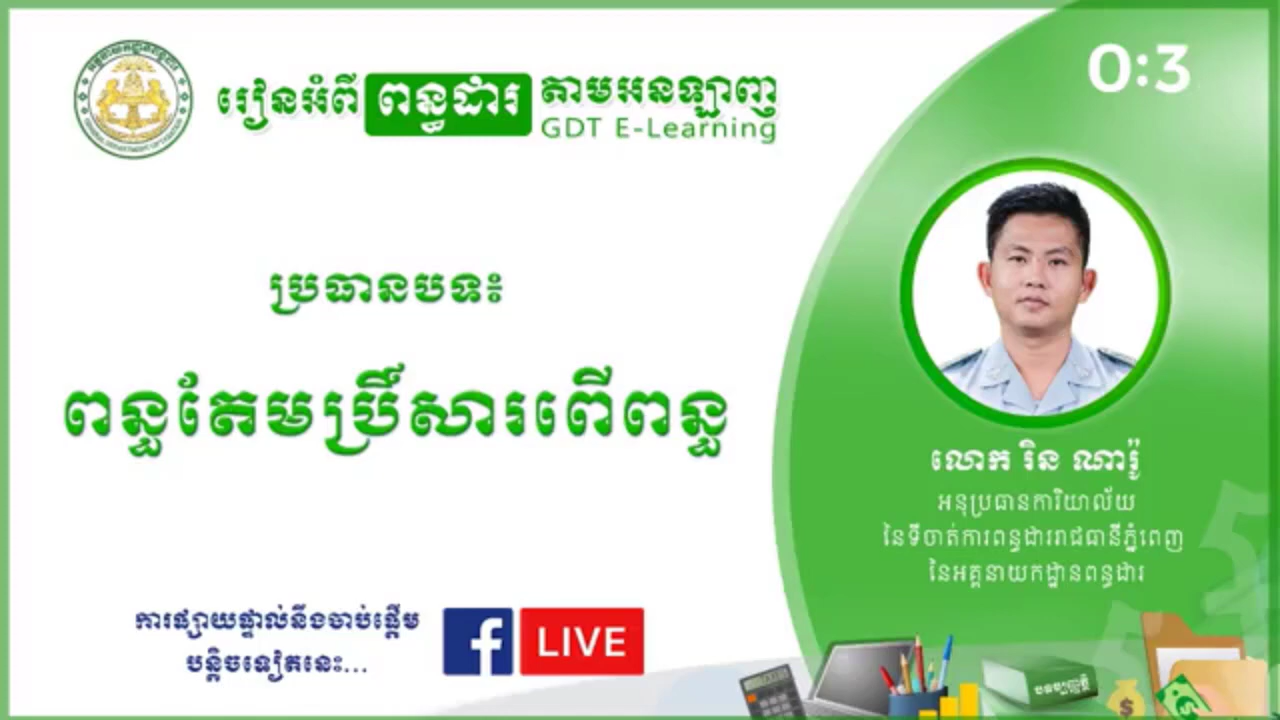 រៀនអំពី ពន្ធដារ តាមអនឡាញ
GDT E-Learning
0:3
ប្រធានបទ៖
ពន្ធតែមប្រិ៍សារពើពន្ធ
លោក រិន ណារ៉ូ
អនុប្រធានការិយាល័យ
នៃទីចាត់ការពន្ធដាររាជធានីភ្នំពេញ
នៃអគ្គនាយកដ្ឋានពន្ធដារ
ការផ្សាយផ្ទាល់នឹងចាប់ផ្តើម
បន្តិចទៀតនេះ...
f LIVE